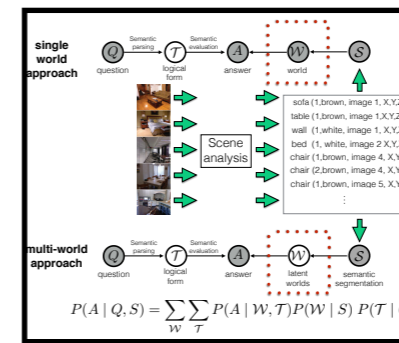 single world approach
Semantic parsing
Semantic evaluation
Q
T
A
W
S
question
logical form
answer
world
Scene analysis
sofa (1,brown, image 1, X,Y,Z
table (1,brown, image 1,X,Y,Z
wall (1,white, image 1, X,Y,
bed (1, white, image 2 X,Y,Z
chair (1,brown, image 4, X,Y
chair (2,brown, image 4, X,Y
chair (1,brown, image 5, X,Y
⋮
multi-world approach
Semantic parsing
Semantic evaluation
Q
T
A
W
S
question
logical form
answer
latent worlds
semantic segmentation
P(A | Q, S) = ∑_W ∑_T P(A | W, T) P(W | S) P(T |